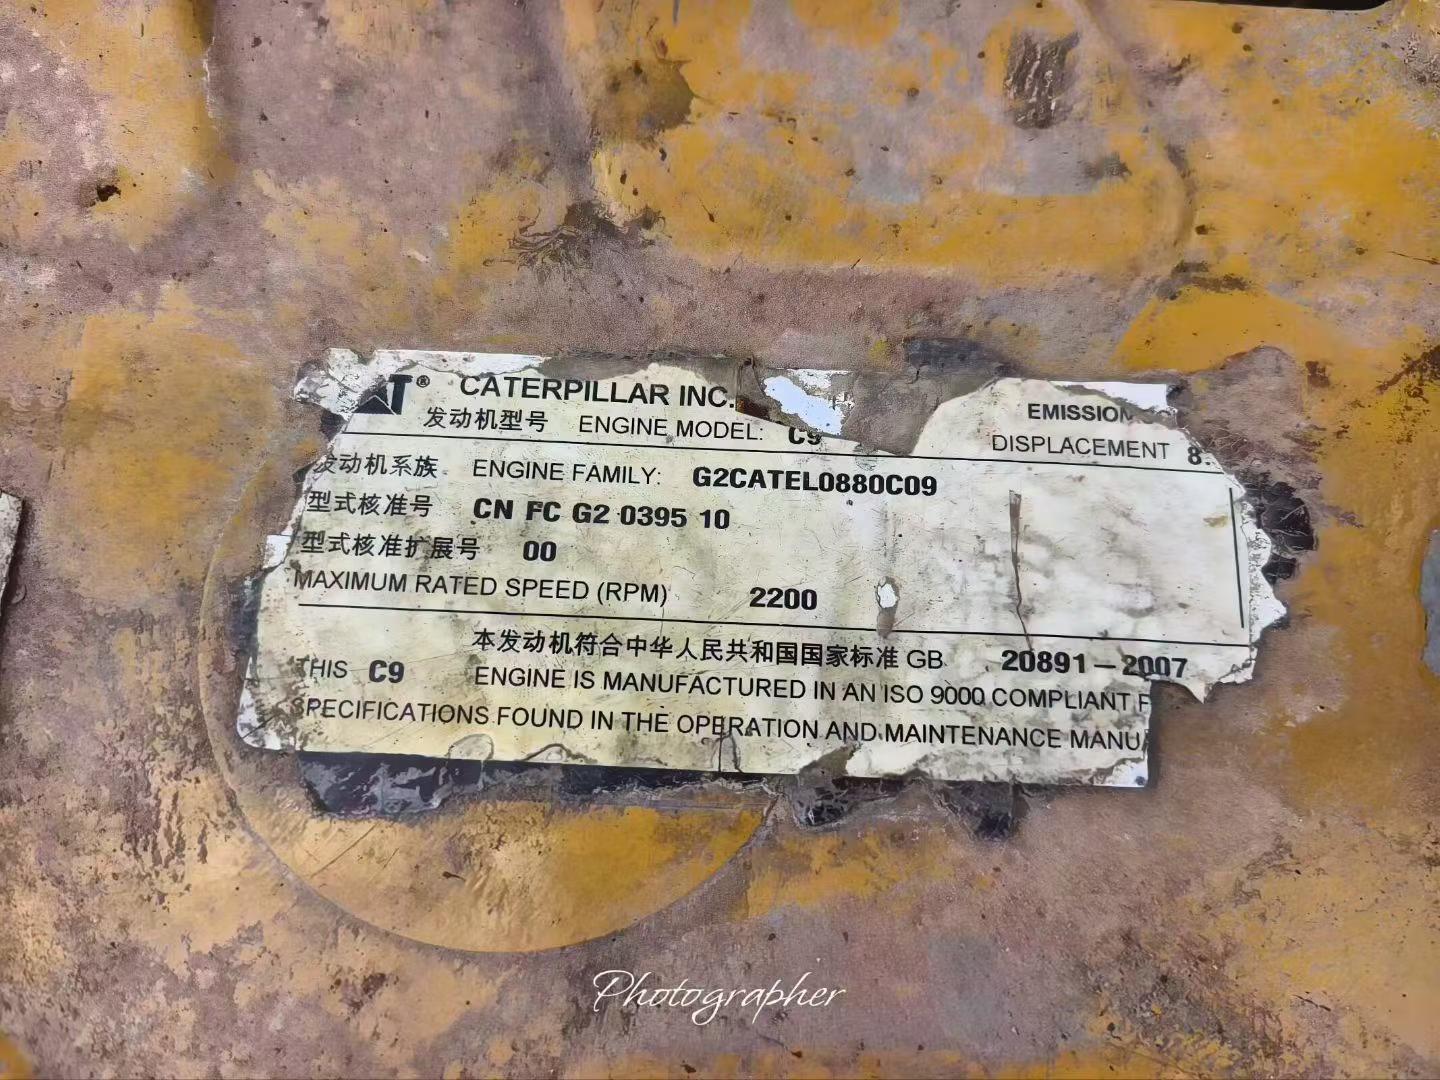 CATERPILLAR INC.
发动机型号 ENGINE MODEL: C9
EMISSION
DISPLACEMENT 8.
发动机系族 ENGINE FAMILY: G2CATEL0880C09
型式核准号 CN FC G2 0395 10
型式核准扩展号 00
MAXIMUM RATED SPEED (RPM) 2200
本发动机符合中华人民共和国国家标准 GB 20891－2007
THIS C9 ENGINE IS MANUFACTURED IN AN ISO 9000 COMPLIANT F
SPECIFICATIONS FOUND IN THE OPERATION AND MAINTENANCE MANU
Photographer